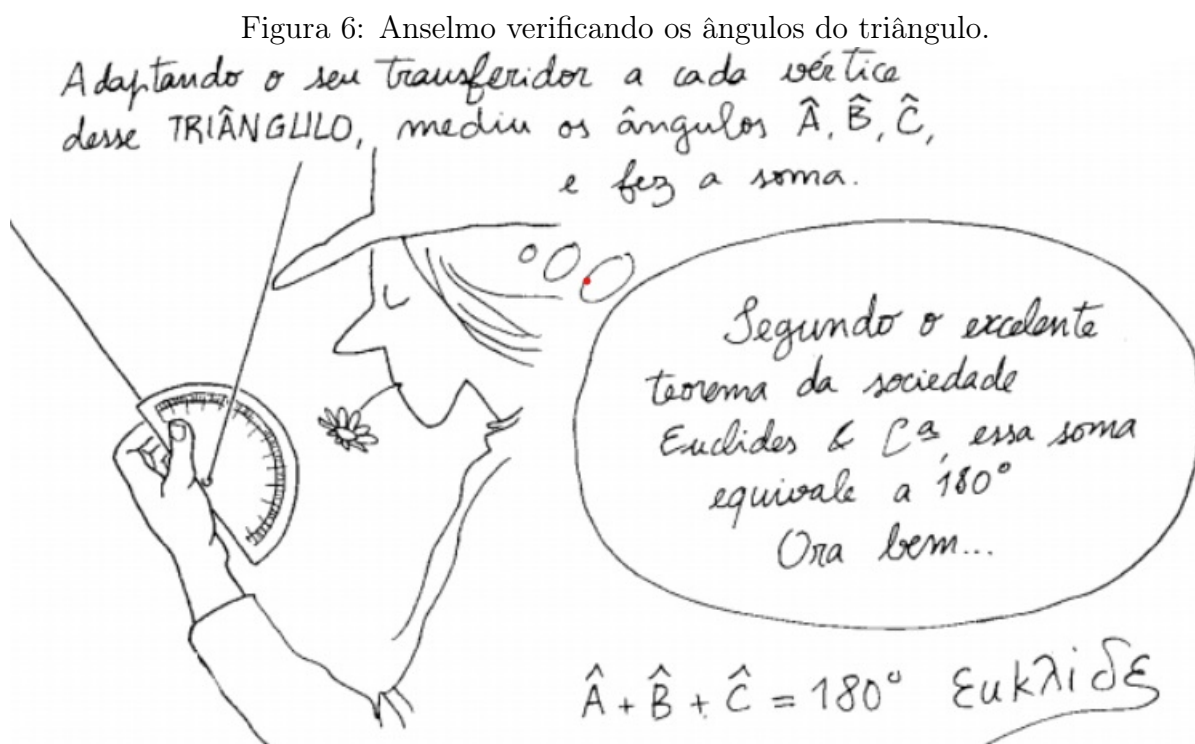 Figura 6: Anselmo verificando os ângulos do triângulo.
Adaptando o seu transferidor a cada vértice
desse TRIÂNGULO, mediu os ângulos Â, B̂, Ĉ,
e fez a soma.
Segundo o excelente
teorema da sociedade
Euclides & Cª, essa soma
equivale a 180°
Ora bem...
Â + B̂ + Ĉ = 180° Eukλiδξ